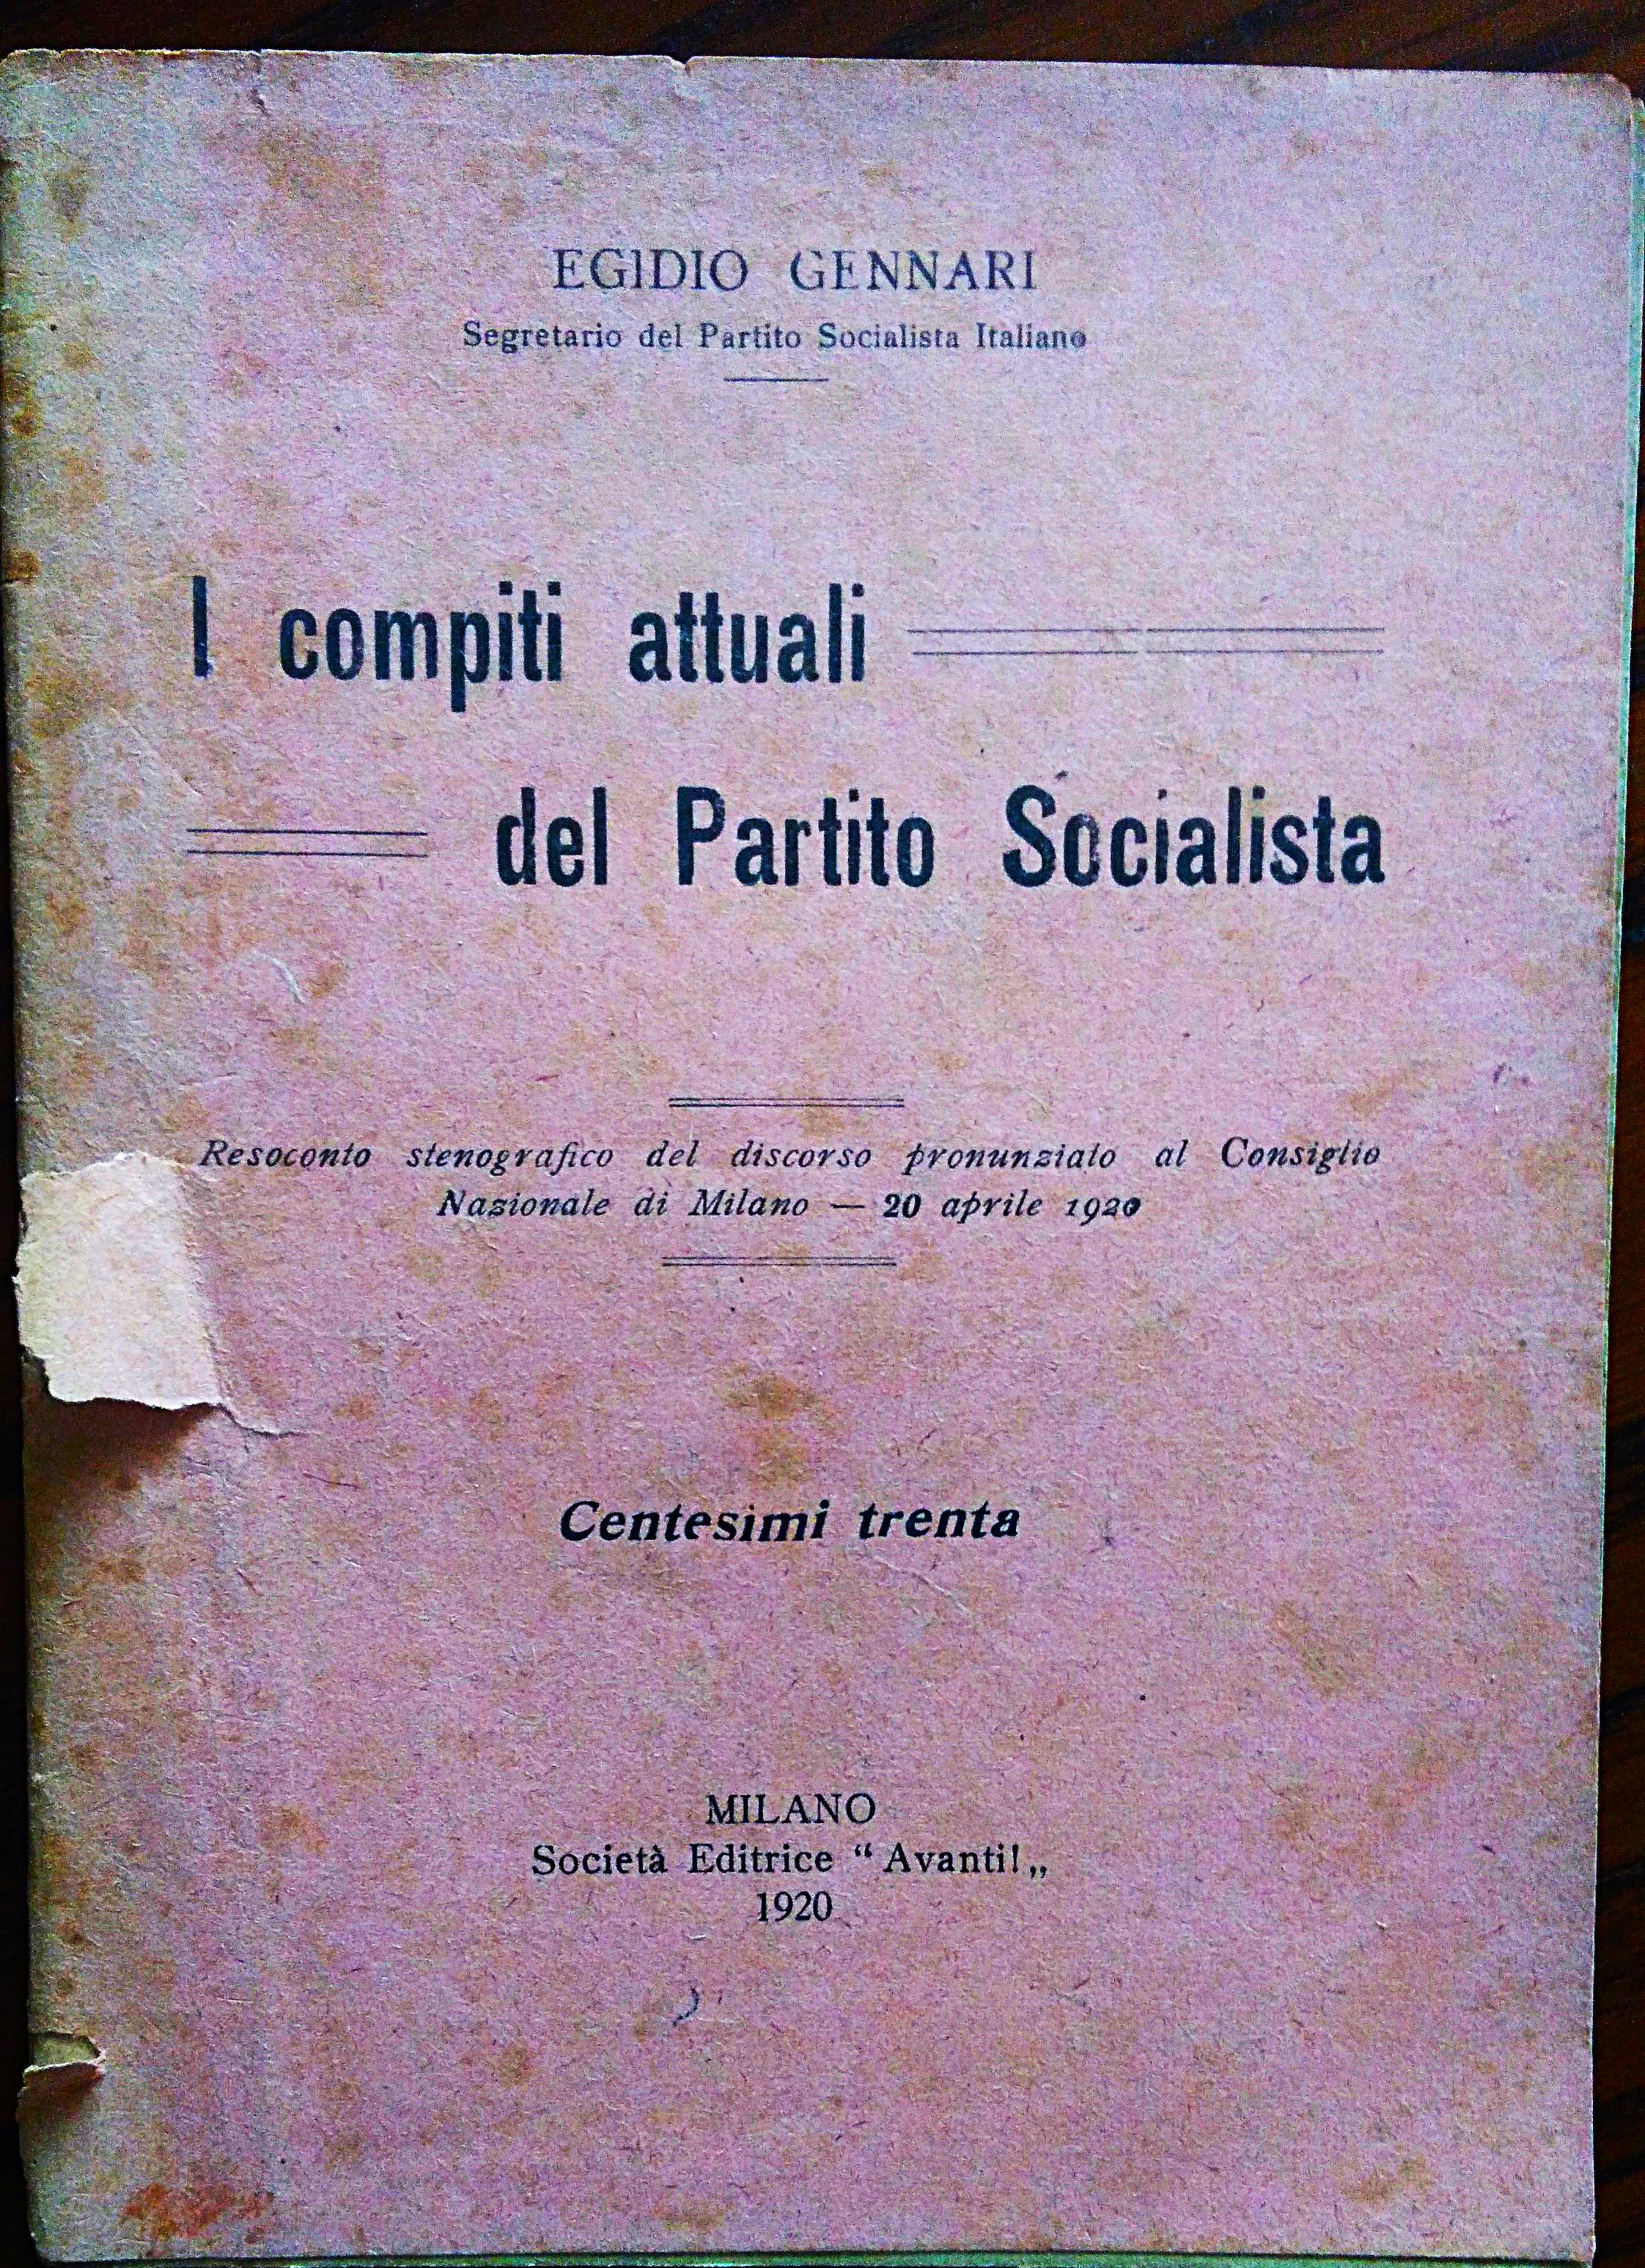 EGIDIO GENNARI
Segretario del Partito Socialista Italiano
I compiti attuali
del Partito Socialista
Resoconto stenografico del discorso pronunziato al Consiglio
Nazionale di Milano — 20 aprile 1920
Centesimi trenta
MILANO
Società Editrice “ Avanti! „
1920